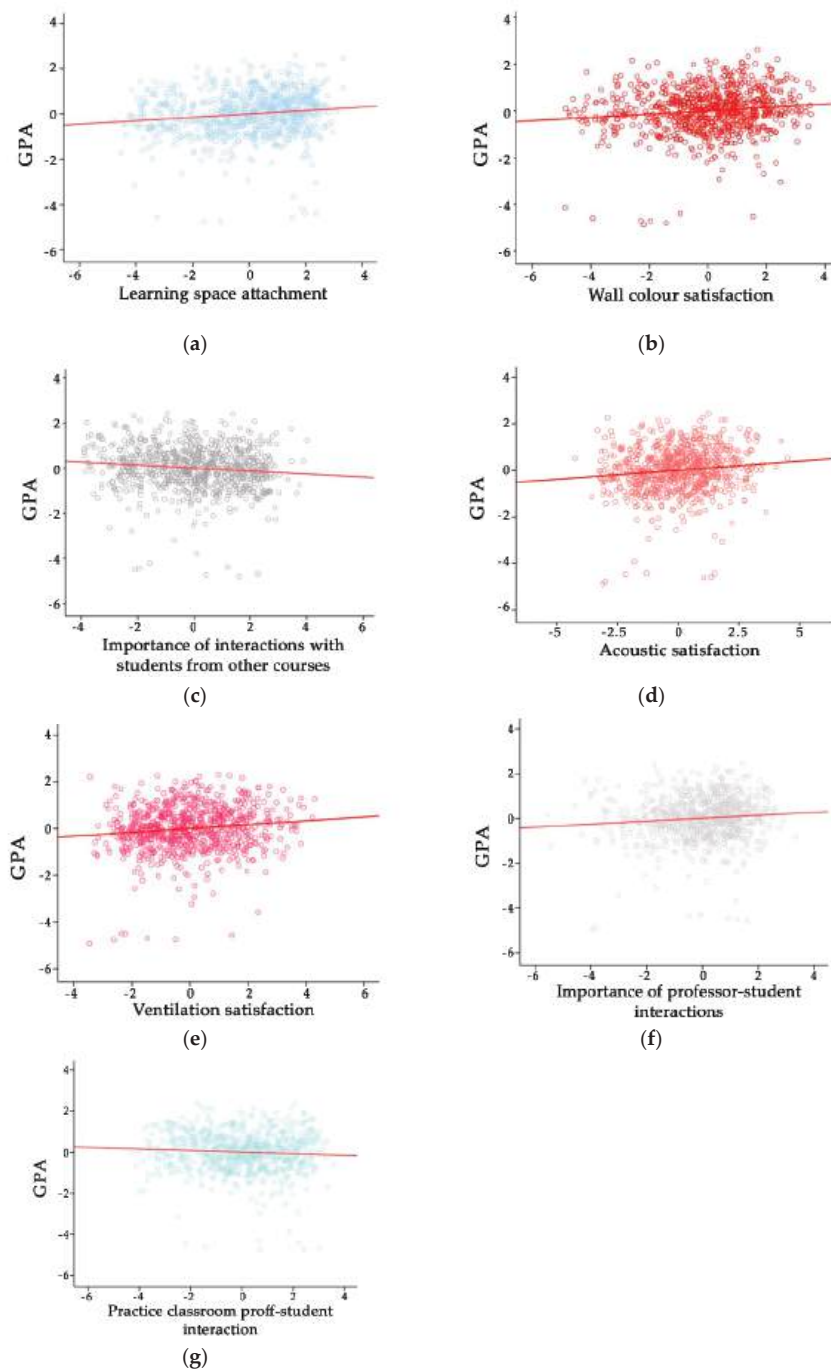 4
2
0
-2
-4
-6
GPA
-6 -4 -2 0 2 4
Learning space attachment
(a)
4
2
0
-2
-4
-6
GPA
-6 -4 -2 0 2 4
Wall colour satisfaction
(b)
4
2
0
-2
-4
-6
GPA
-4 -2 0 2 4 6
Importance of interactions with
students from other courses
(c)
4
2
0
-2
-4
-6
GPA
-5 -2.5 0 2.5 5
Acoustic satisfaction
(d)
4
2
0
-2
-4
-6
GPA
-4 -2 0 2 4 6
Ventilation satisfaction
(e)
4
2
0
-2
-4
-6
GPA
-6 -4 -2 0 2 4
Importance of professor-student
interactions
(f)
4
2
0
-2
-4
-6
GPA
-6 -4 -2 0 2 4
Practice classroom proff-student
interaction
(g)